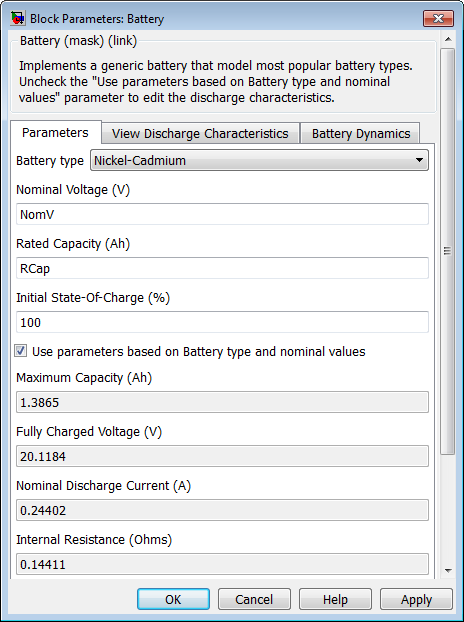 Block Parameters: Battery
Battery (mask) (link)
Implements a generic battery that model most popular battery types.
Uncheck the "Use parameters based on Battery type and nominal
values" parameter to edit the discharge characteristics.
Parameters View Discharge Characteristics Battery Dynamics
Battery type Nickel-Cadmium
Nominal Voltage (V)
NomV
Rated Capacity (Ah)
RCap
Initial State-Of-Charge (%)
100
Use parameters based on Battery type and nominal values
Maximum Capacity (Ah)
1.3865
Fully Charged Voltage (V)
20.1184
Nominal Discharge Current (A)
0.24402
Internal Resistance (Ohms)
0.14411
OK Cancel Help Apply